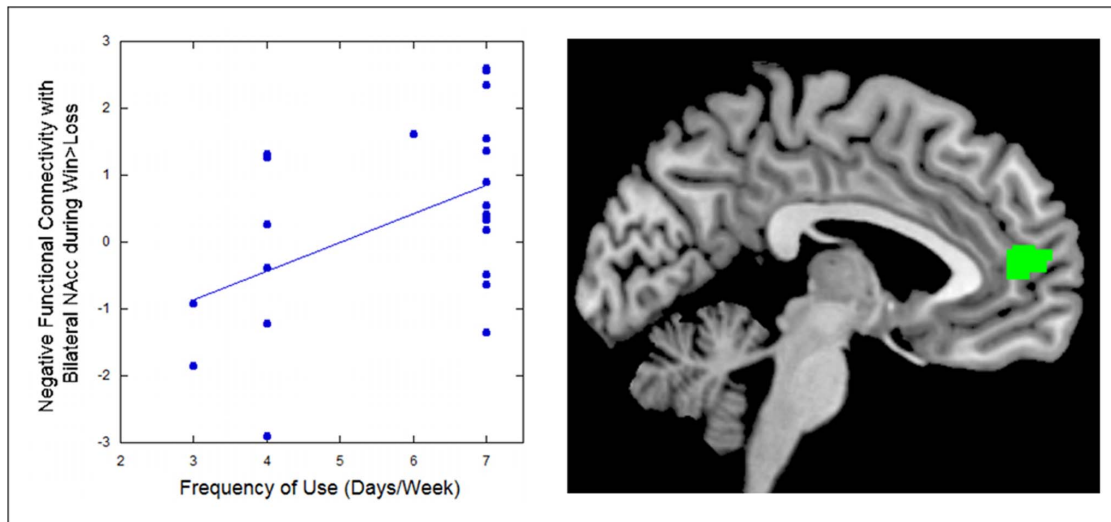 Negative Functional Connectivity with
Bilateral NAcc during Win>Loss
3
2
1
0
-1
-2
-3
2 3 4 5 6 7
Frequency of Use (Days/Week)